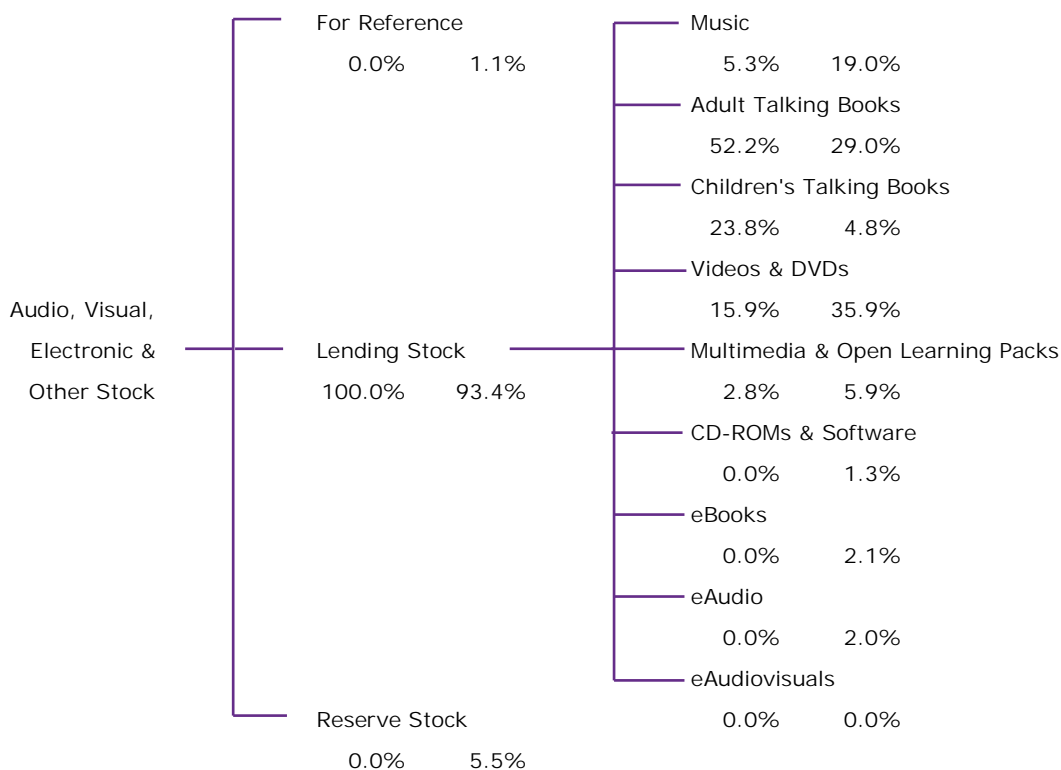 Audio, Visual,
Electronic &
Other Stock
For Reference
0.0% 1.1%
Lending Stock
100.0% 93.4%
Reserve Stock
0.0% 5.5%
Music
5.3% 19.0%
Adult Talking Books
52.2% 29.0%
Children's Talking Books
23.8% 4.8%
Videos & DVDs
15.9% 35.9%
Multimedia & Open Learning Packs
2.8% 5.9%
CD-ROMs & Software
0.0% 1.3%
eBooks
0.0% 2.1%
eAudio
0.0% 2.0%
eAudiovisuals
0.0% 0.0%